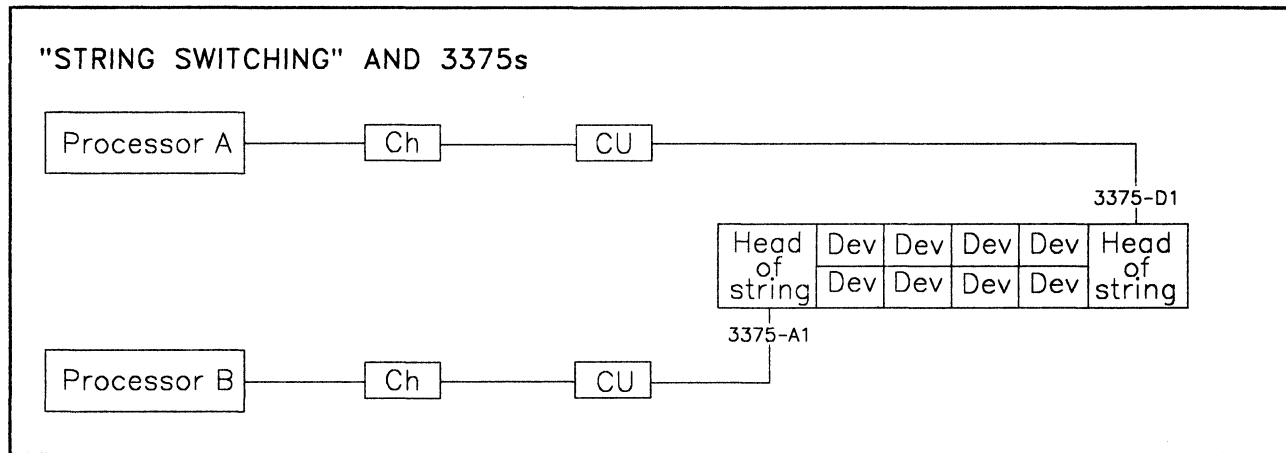 "STRING SWITCHING" AND 3375s
Processor A
Ch
CU
3375-D1
Head of string
Dev Dev Dev Dev
Dev Dev Dev Dev
Head of string
3375-A1
Processor B
Ch
CU